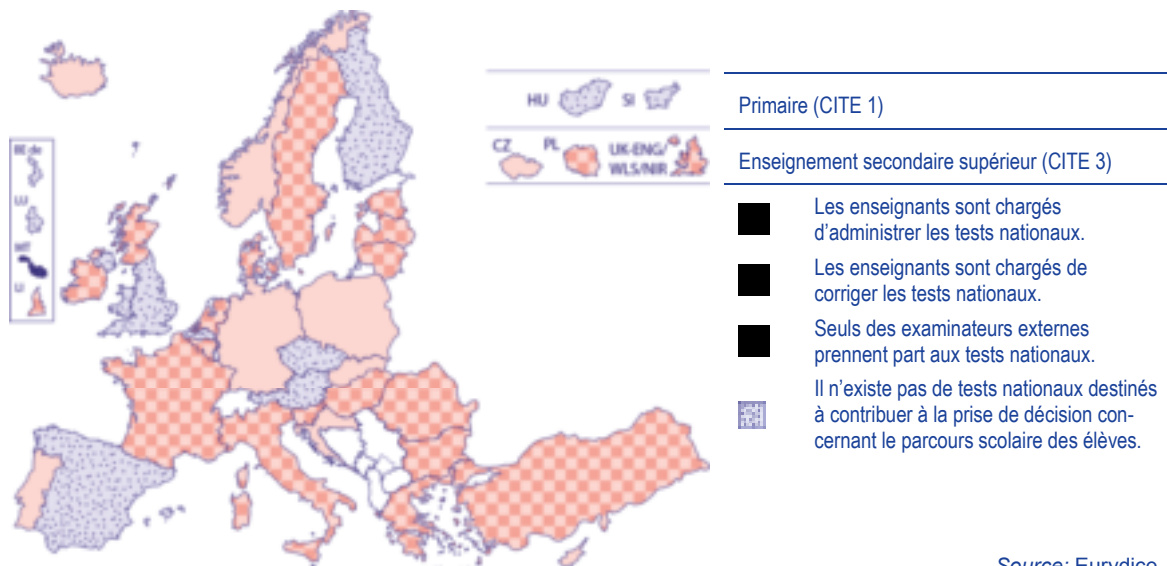 HU SI
CZ PL UK-ENG/
WLS/NIR
BE de
LU
MT
LI
Primaire (CITE 1)
Enseignement secondaire supérieur (CITE 3)
Les enseignants sont chargés
d’administrer les tests nationaux.
Les enseignants sont chargés de
corriger les tests nationaux.
Seuls des examinateurs externes
prennent part aux tests nationaux.
Il n’existe pas de tests nationaux destinés
à contribuer à la prise de décision con-
cernant le parcours scolaire des élèves.
Source: Eurydice